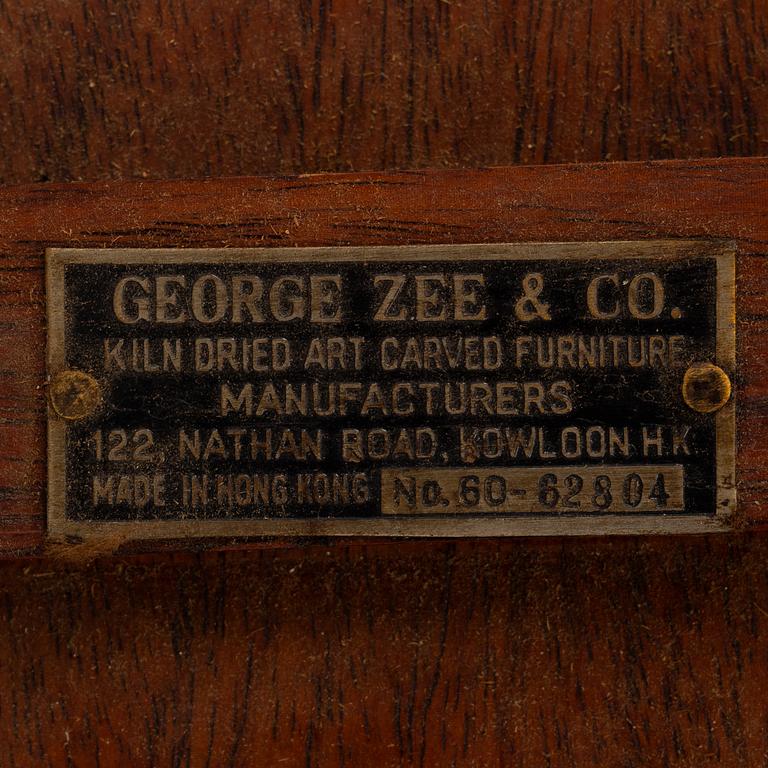 GEORGE ZEE & CO.
KILN DRIED ART CARVED FURNITURE
MANUFACTURERS
122, NATHAN ROAD, KOWLOON H.K.
MADE IN HONG KONG No. 60-62804